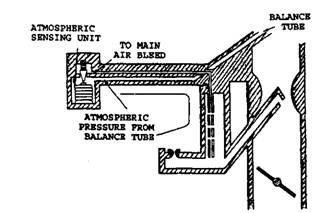 ATMOSPHERIC
SENSING UNIT
TO MAIN
AIR BLEED
BALANCE
TUBE
ATMOSPHERIC
PRESSURE FROM
BALANCE TUBE